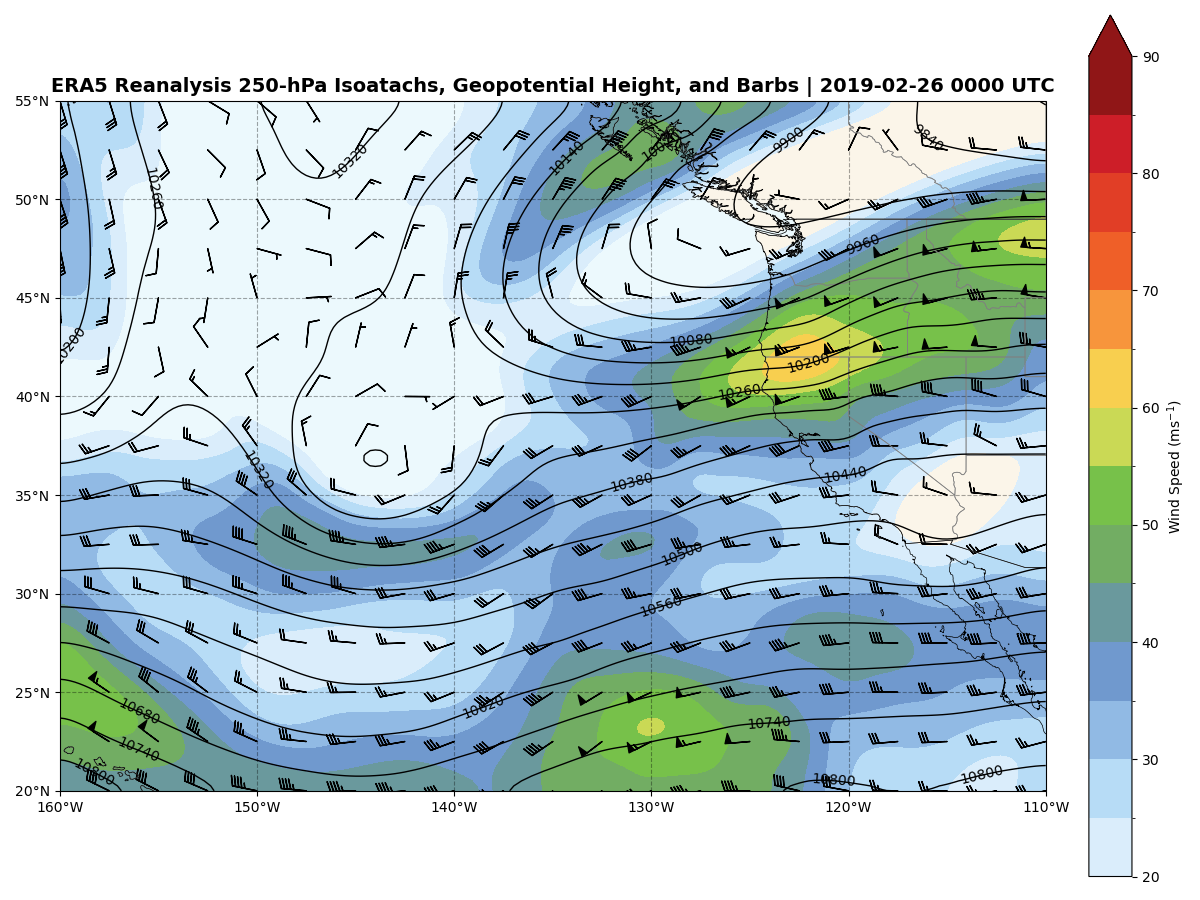 ERA5 Reanalysis 250-hPa Isoatachs, Geopotential Height, and Barbs | 2019-02-26 0000 UTC
55°N
50°N
45°N
40°N
35°N
30°N
25°N
20°N
160°W
150°W
140°W
130°W
120°W
110°W
10320
10260
10140
9900
9840
9960
10200
10080
10200
10260
10320
10380
10440
10500
10560
10620
10680
10740
10740
10800
10800
10800
90
80
70
60
50
40
30
20
Wind Speed (ms⁻¹)